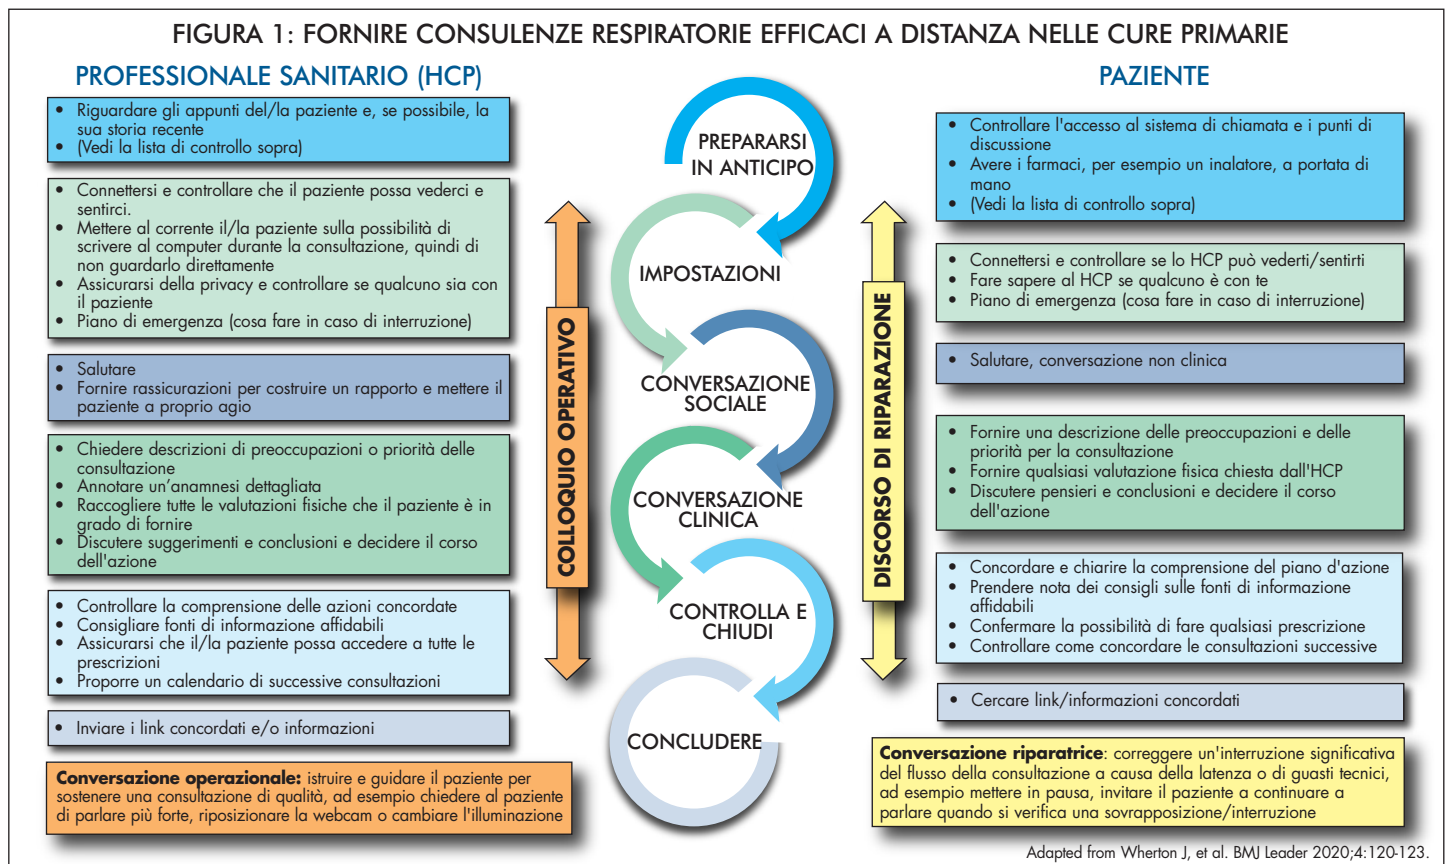 FIGURA 1: FORNIRE CONSULENZE RESPIRATORIE EFFICACI A DISTANZA NELLE CURE PRIMARIE
PROFESSIONALE SANITARIO (HCP)
• Riguardare gli appunti del/la paziente e, se possibile, la
sua storia recente
• (Vedi la lista di controllo sopra)
• Connettersi e controllare che il paziente possa vederci e
sentirci.
• Mettere al corrente il/la paziente sulla possibilità di
scrivere al computer durante la consultazione, quindi di
non guardarlo direttamente
• Assicurarsi della privacy e controllare se qualcuno sia con
il paziente
• Piano di emergenza (cosa fare in caso di interruzione)
• Salutare
• Fornire rassicurazioni per costruire un rapporto e mettere il
paziente a proprio agio
• Chiedere descrizioni di preoccupazioni o priorità delle
consultazione
• Annotare un'anamnesi dettagliata
• Raccogliere tutte le valutazioni fisiche che il paziente è in
grado di fornire
• Discutere suggerimenti e conclusioni e decidere il corso
dell'azione
• Controllare la comprensione delle azioni concordate
• Consigliare fonti di informazione affidabili
• Assicurarsi che il/la paziente possa accedere a tutte le
prescrizioni
• Proporre un calendario di successive consultazioni
• Inviare i link concordati e/o informazioni
Conversazione operazionale: istruire e guidare il paziente per
sostenere una consultazione di qualità, ad esempio chiedere al paziente
di parlare più forte, riposizionare la webcam o cambiare l'illuminazione
COLLOQUIO OPERATIVO
PREPARARSI
IN ANTICIPO
IMPOSTAZIONI
CONVERSAZIONE
SOCIALE
CONVERSAZIONE
CLINICA
CONTROLLA E
CHIUDI
CONCLUDERE
DISCORSO DI RIPARAZIONE
PAZIENTE
• Controllare l'accesso al sistema di chiamata e i punti di
discussione
• Avere i farmaci, per esempio un inalatore, a portata di
mano
• (Vedi la lista di controllo sopra)
• Connettersi e controllare se lo HCP può vederti/sentirti
• Fare sapere al HCP se qualcuno è con te
• Piano di emergenza (cosa fare in caso di interruzione)
• Salutare, conversazione non clinica
• Fornire una descrizione delle preoccupazioni e delle
priorità per la consultazione
• Fornire qualsiasi valutazione fisica chiesta dall'HCP
• Discutere pensieri e conclusioni e decidere il corso
dell'azione
• Concordare e chiarire la comprensione del piano d'azione
• Prendere nota dei consigli sulle fonti di informazione
affidabili
• Confermare la possibilità di fare qualsiasi prescrizione
• Controllare come concordare le consultazioni successive
• Cercare link/informazioni concordati
Conversazione riparatrice: correggere un'interruzione significativa
del flusso della consultazione a causa della latenza o di guasti tecnici,
ad esempio mettere in pausa, invitare il paziente a continuare a
parlare quando si verifica una sovrapposizione/interruzione
Adapted from Wherton J, et al. BMJ Leader 2020;4:120-123.